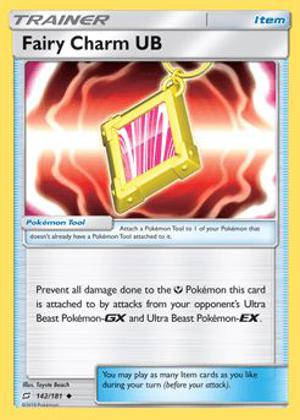 TRAINER Item
Fairy Charm UB
Pokémon Tool
Attach a Pokémon Tool to 1 of your Pokémon that
doesn't already have a Pokémon Tool attached to it.
Prevent all damage done to the Pokémon this card
is attached to by attacks from your opponent's Ultra
Beast Pokémon-GX and Ultra Beast Pokémon-EX.
Illus. Toyste Beach
142/181
©2019 Pokémon
You may play as many Item cards as you like
during your turn (before your attack).